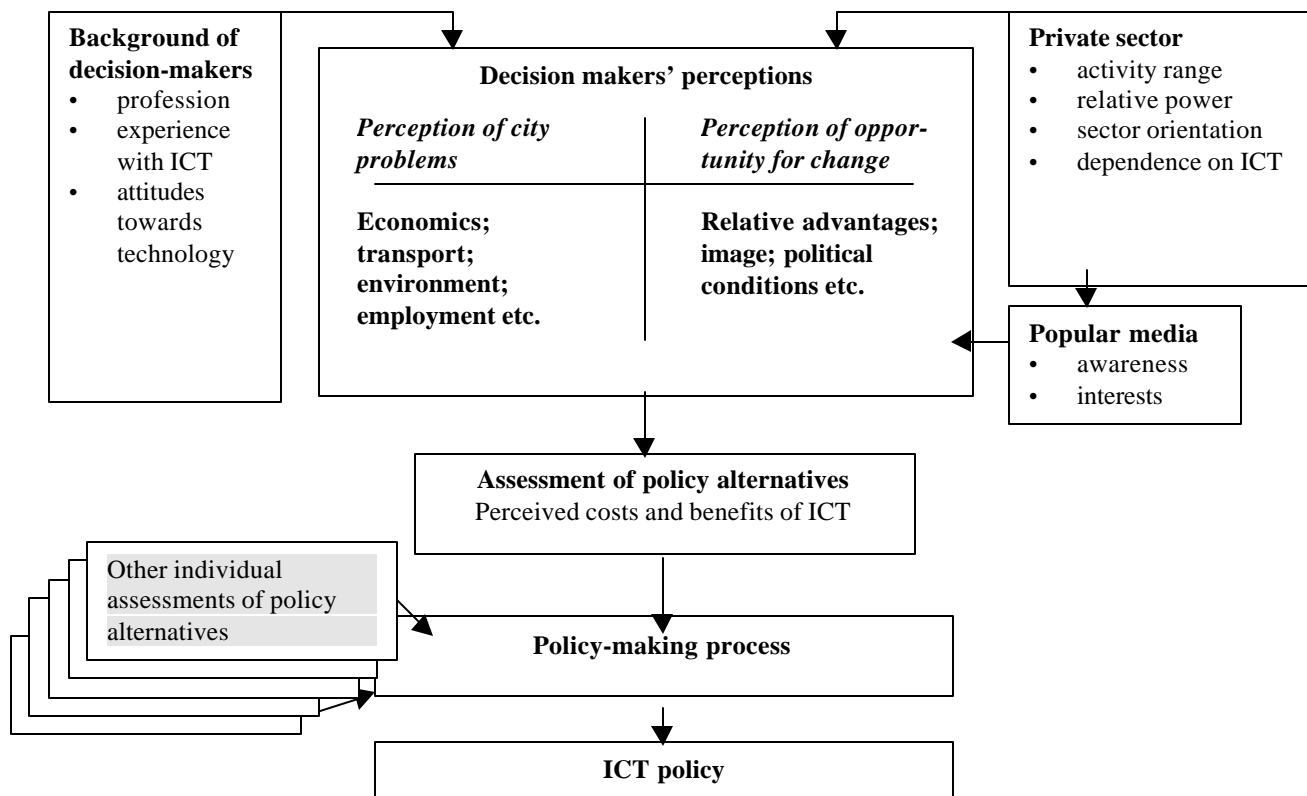 Background of
decision-makers
• profession
• experience
with ICT
• attitudes
towards
technology
Decision makers’ perceptions
Perception of city
problems
Perception of oppor-
tunity for change
Economics;
transport;
environment;
employment etc.
Relative advantages;
image; political
conditions etc.
Private sector
• activity range
• relative power
• sector orientation
• dependence on ICT
Popular media
• awareness
• interests
Assessment of policy alternatives
Perceived costs and benefits of ICT
Other individual
assessments of policy
alternatives
Policy-making process
ICT policy